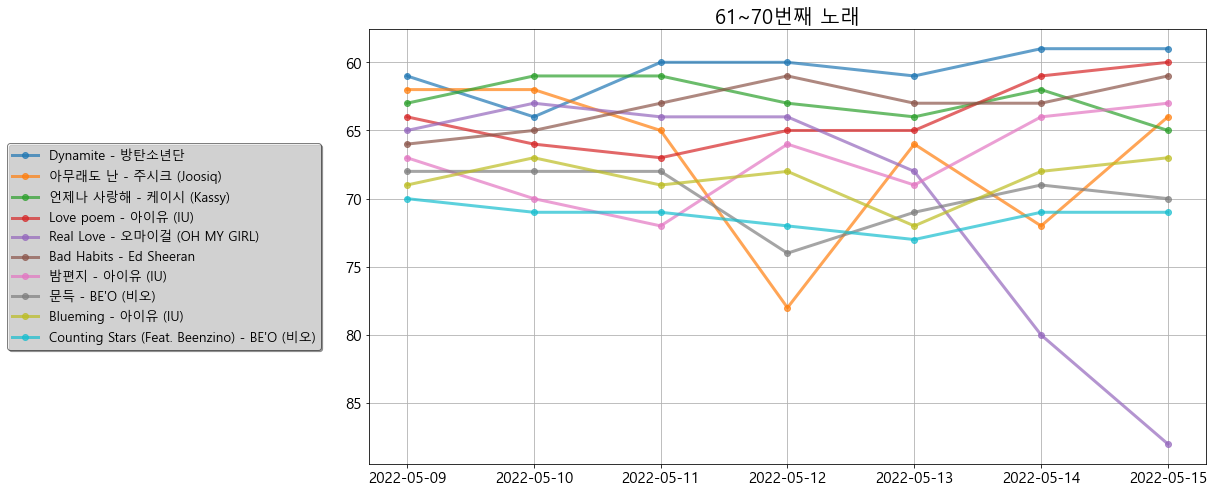 61~70번째 노래
60
65
70
75
80
85
2022-05-09 2022-05-10 2022-05-11 2022-05-12 2022-05-13 2022-05-14 2022-05-15
Dynamite - 방탄소년단
아무래도 난 - 주시크 (Joosiq)
언제나 사랑해 - 케이시 (Kassy)
Love poem - 아이유 (IU)
Real Love - 오마이걸 (OH MY GIRL)
Bad Habits - Ed Sheeran
밤편지 - 아이유 (IU)
문득 - BE'O (비오)
Blueming - 아이유 (IU)
Counting Stars (Feat. Beenzino) - BE'O (비오)